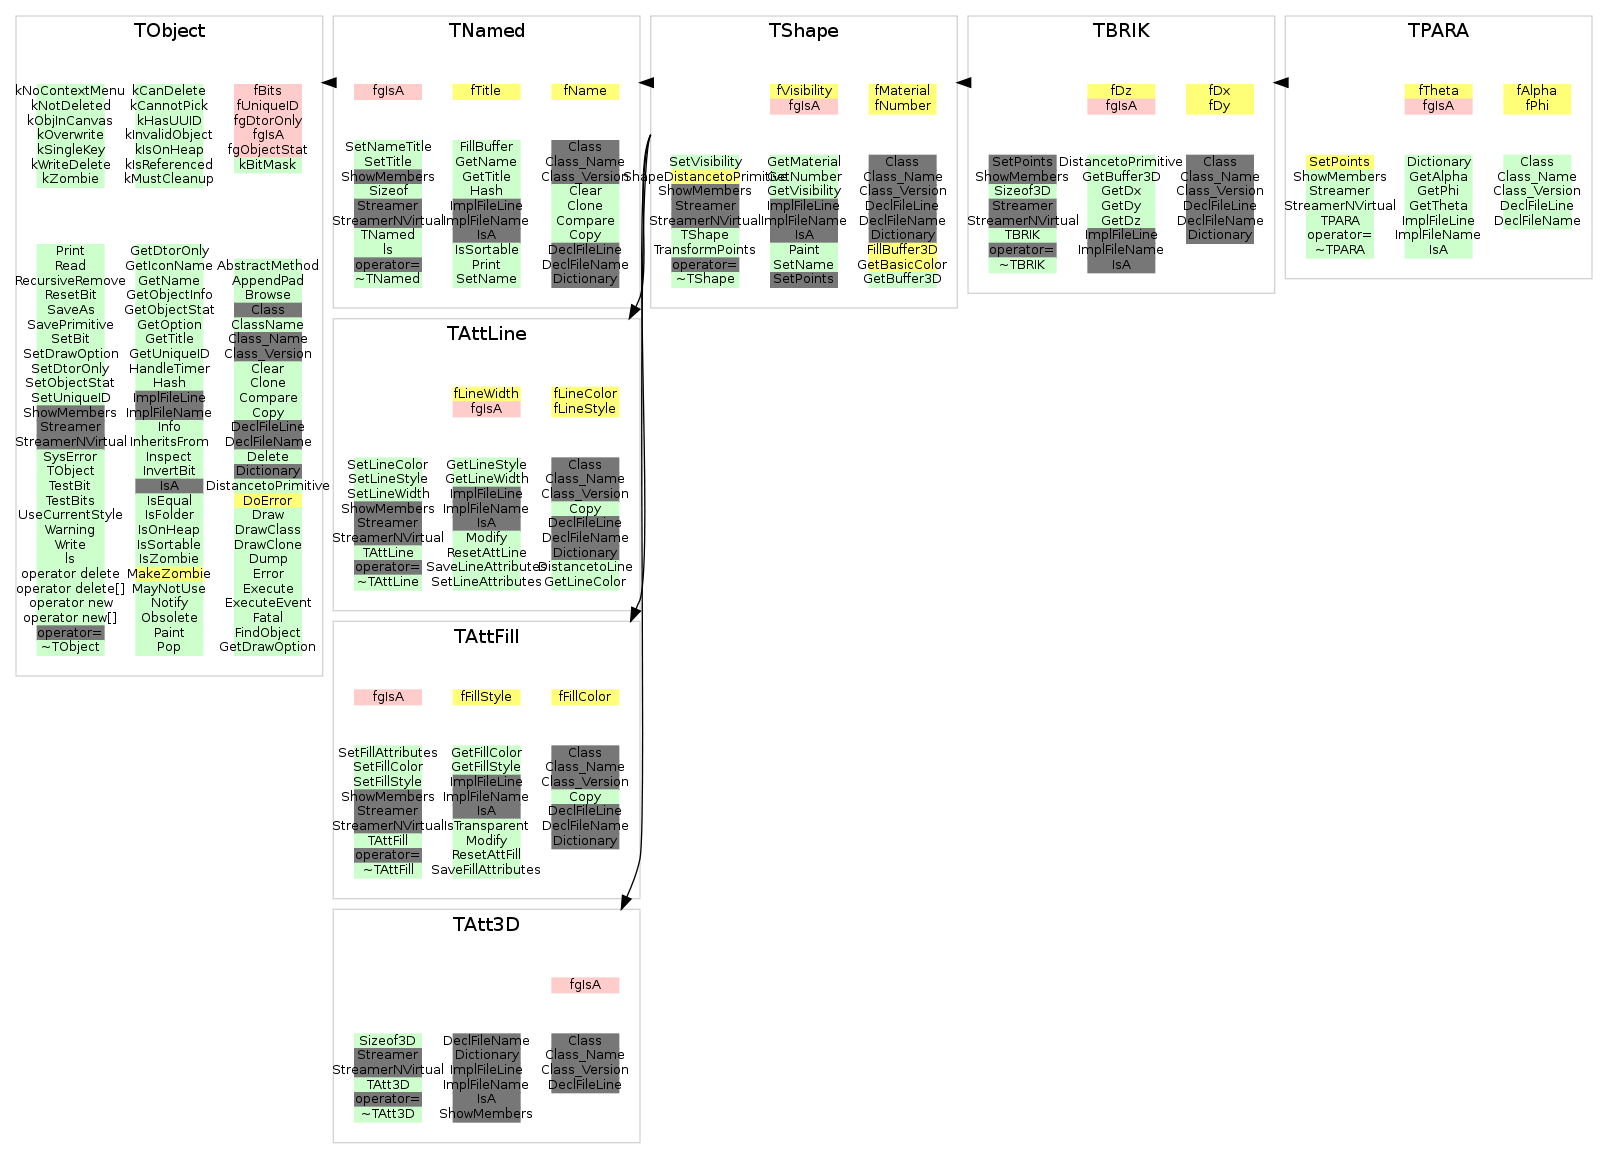 TObject
kNoContextMenu kCanDelete fBits
kNotDeleted kCannotPick fUniqueID
kObjInCanvas kHasUUID fgDtorOnly
kOverwrite kInvalidObject fgIsA
kSingleKey kIsOnHeap fgObjectStat
kWriteDelete kIsReferenced kBitMask
kZombie kMustCleanup
Print GetDtorOnly
Read GetIconName AbstractMethod
RecursiveRemove GetName AppendPad
ResetBit GetObjectInfo Browse
SaveAs GetObjectStat Class
SavePrimitive GetOption ClassName
SetBit GetTitle Class_Name
SetDrawOption GetUniqueID Class_Version
SetDtorOnly HandleTimer Clear
SetObjectStat Hash Clone
SetUniqueID ImplFileLine Compare
ShowMembers ImplFileName Copy
Streamer Info DeclFileLine
StreamerNVirtual InheritsFrom DeclFileName
SysError Inspect Delete
TObject InvertBit Dictionary
TestBit IsA DistancetoPrimitive
TestBits IsEqual DoError
UseCurrentStyle IsFolder Draw
Warning IsOnHeap DrawClass
Write IsSortable DrawClone
ls IsZombie Dump
operator delete MakeZombie Error
operator delete[] MayNotUse Execute
operator new Notify ExecuteEvent
operator new[] Obsolete Fatal
operator= Paint FindObject
~TObject Pop GetDrawOption
TNamed
fgIsA fTitle fName
SetNameTitle FillBuffer Class
SetTitle GetName Class_Name
ShowMembers GetTitle Class_Version
Sizeof Hash Clear
Streamer ImplFileLine Clone
StreamerNVirtual ImplFileName Compare
TNamed IsA Copy
ls IsSortable DeclFileLine
operator= Print DeclFileName
~TNamed SetName Dictionary
TAttLine
fLineWidth fLineColor
fgIsA fLineStyle
SetLineColor GetLineStyle Class
SetLineStyle GetLineWidth Class_Name
SetLineWidth ImplFileLine Class_Version
ShowMembers ImplFileName Copy
Streamer IsA DeclFileLine
StreamerNVirtual Modify DeclFileName
TAttLine ResetAttLine Dictionary
operator= SaveLineAttributes DistancetoLine
~TAttLine SetLineAttributes GetLineColor
TAttFill
fgIsA fFillStyle fFillColor
SetFillAttributes GetFillColor Class
SetFillColor GetFillStyle Class_Name
SetFillStyle ImplFileLine Class_Version
ShowMembers ImplFileName Copy
Streamer IsA DeclFileLine
StreamerNVirtual IsTransparent DeclFileName
TAttFill Modify Dictionary
operator= ResetAttFill
~TAttFill SaveFillAttributes
TAtt3D
fgIsA
Sizeof3D DeclFileName Class
Streamer Dictionary Class_Name
StreamerNVirtual ImplFileLine Class_Version
TAtt3D ImplFileName DeclFileLine
operator= IsA
~TAtt3D ShowMembers
TShape
fVisibility fMaterial
fgIsA fNumber
SetVisibility GetMaterial Class
ShapeDistancetoPrimitive GetNumber Class_Name
ShowMembers GetVisibility Class_Version
Streamer ImplFileLine DeclFileLine
StreamerNVirtual ImplFileName DeclFileName
TShape IsA Dictionary
TransformPoints Paint FillBuffer3D
operator= SetName GetBasicColor
~TShape SetPoints GetBuffer3D
TBRIK
fDz fDx
fgIsA fDy
SetPoints DistancetoPrimitive Class
ShowMembers GetBuffer3D Class_Name
Sizeof3D GetDx Class_Version
Streamer GetDy DeclFileLine
StreamerNVirtual GetDz DeclFileName
TBRIK ImplFileLine Dictionary
operator= ImplFileName
~TBRIK IsA
TPARA
fTheta fAlpha
fgIsA fPhi
SetPoints Dictionary Class
ShowMembers GetAlpha Class_Name
Streamer GetPhi Class_Version
StreamerNVirtual GetTheta DeclFileLine
TPARA ImplFileLine DeclFileName
operator= ImplFileName
~TPARA IsA